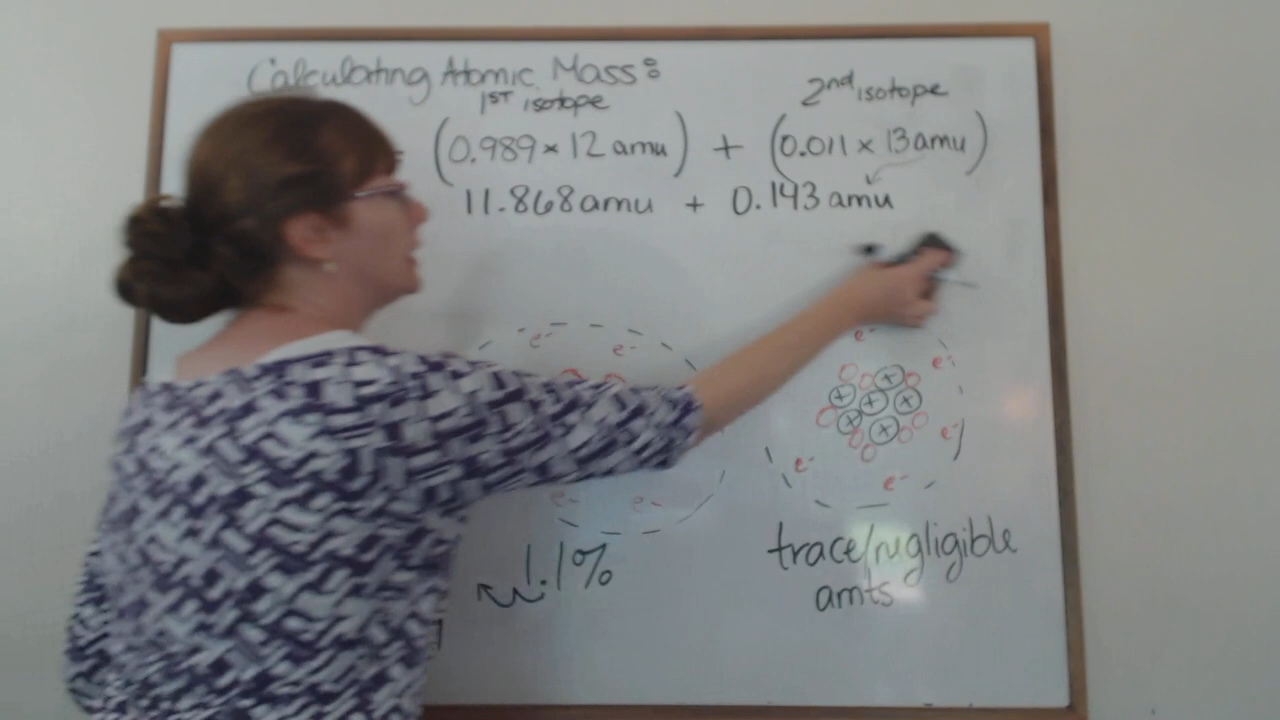 Calculating Atomic Mass:
1ST isotope
2nd isotope
(0.989 × 12 amu) + (0.011 × 13 amu)
11.868 amu + 0.143 amu
e-
e-
e-
e-
+
+
+
+
+
+
e-
e-
e-
e-
e-
e-
1.1%
trace/negligible
amts